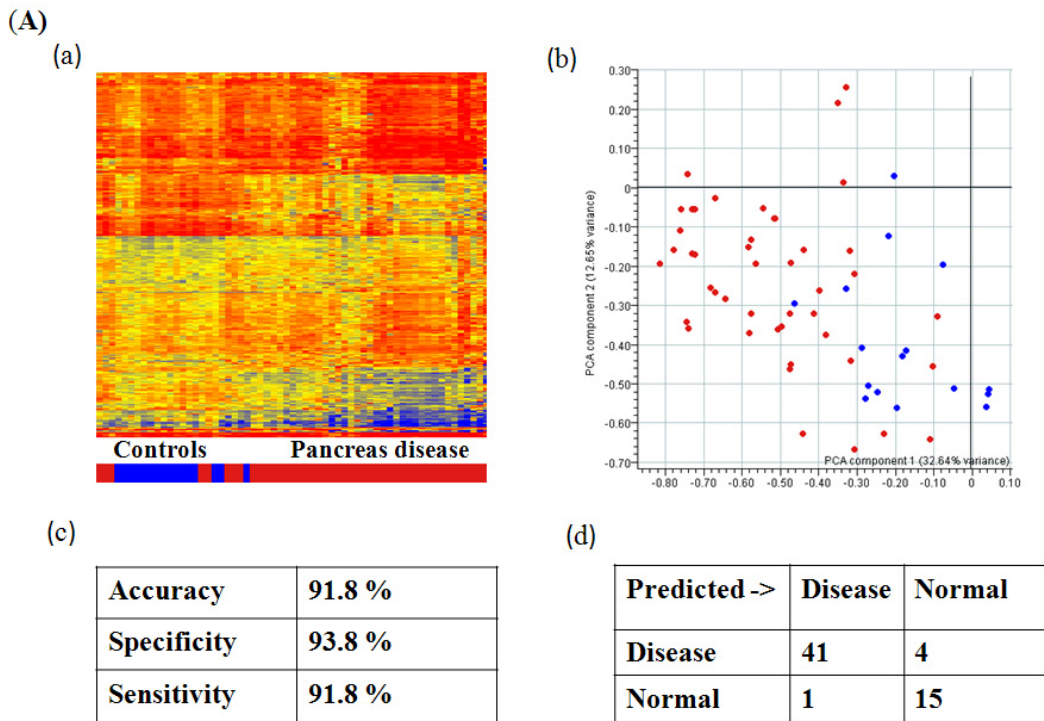 (A)
(a)
(b)
0.30
0.20
0.10
0
-0.10
-0.20
-0.30
-0.40
-0.50
-0.60
-0.70
PCA component 2 (12.65% variance)
PCA component 1 (32.64% variance)
-0.80 -0.70 -0.60 -0.50 -0.40 -0.30 -0.20 -0.10 0 0.10
Controls Pancreas disease
(c)
Accuracy 91.8 %
Specificity 93.8 %
Sensitivity 91.8 %
(d)
Predicted -> Disease Normal
Disease 41 4
Normal 1 15